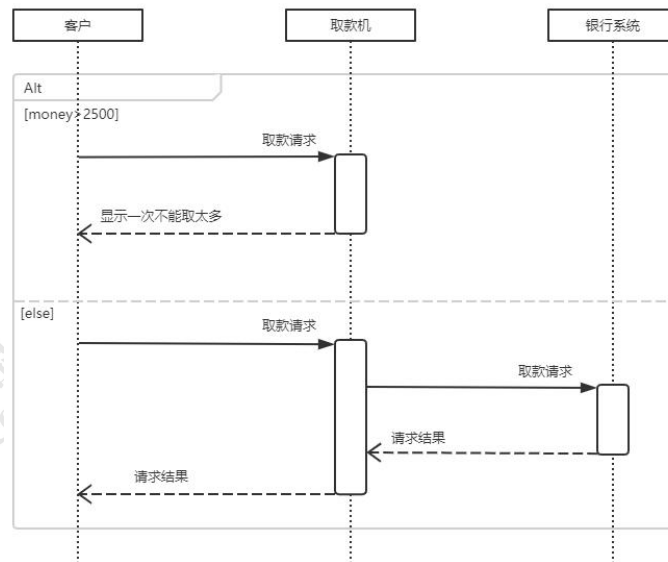 客户
取款机
银行系统
Alt
[money>2500]
取款请求
显示一次不能取太多
[else]
取款请求
取款请求
请求结果
请求结果